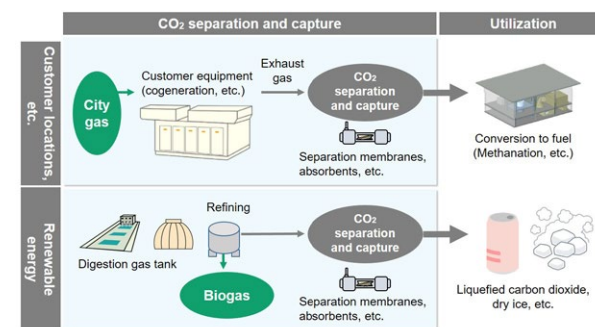 CO₂ separation and capture
Utilization
Customer locations,
etc.
City
gas
Customer equipment
(cogeneration, etc.)
Exhaust
gas
CO₂
separation
and capture
Separation membranes,
absorbents, etc.
Conversion to fuel
(Methanation, etc.)
Renewable
energy
Digestion gas tank
Refining
Biogas
CO₂
separation
and capture
Separation membranes,
absorbents, etc.
Liquefied carbon dioxide,
dry ice, etc.